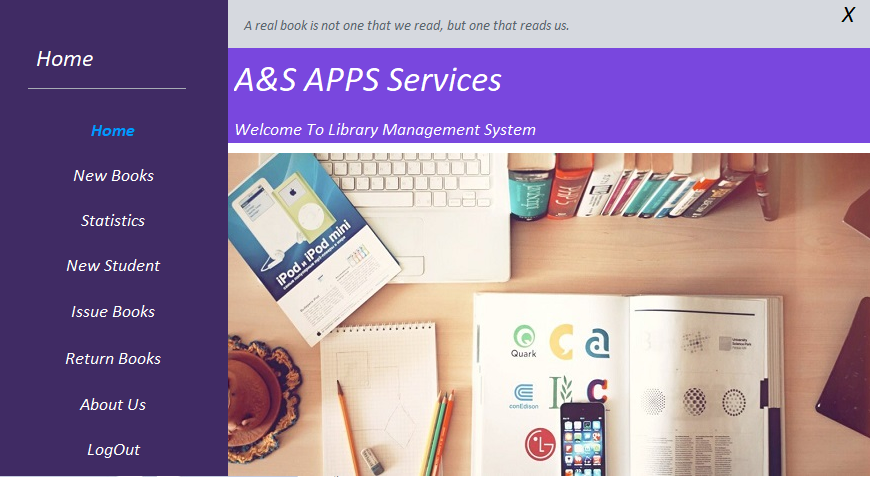 A real book is not one that we read, but one that reads us.
X
Home
A&S APPS Services
Welcome To Library Management System
Home
New Books
Statistics
New Student
Issue Books
Return Books
About Us
LogOut
iPod и iPod mini
Quark
conEdison
LG